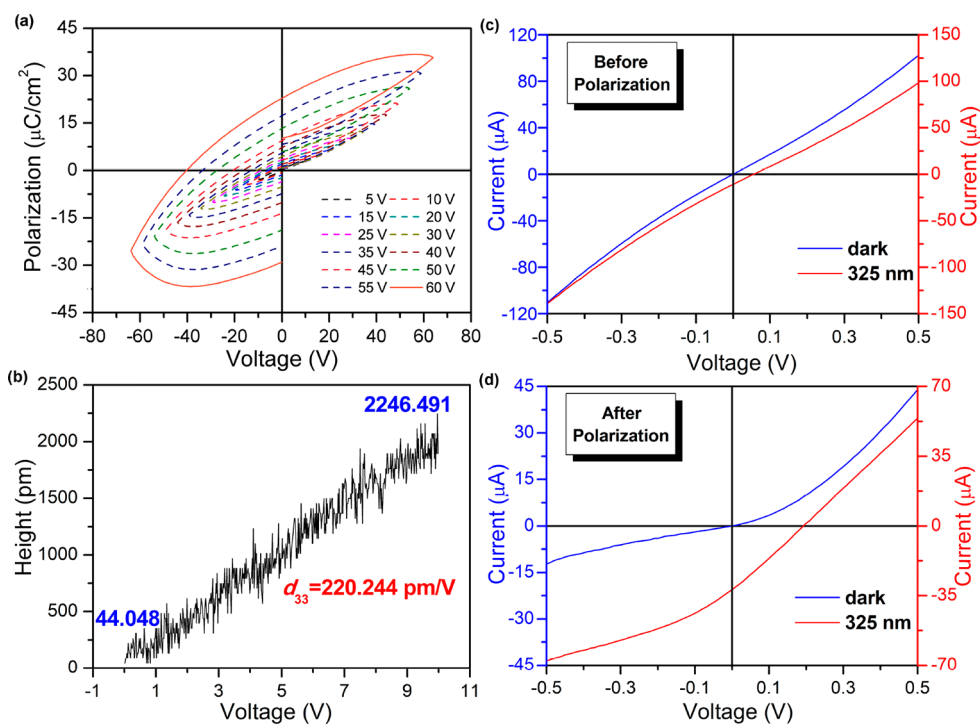 (a)
45
30
15
0
-15
-30
-45
Polarization (μC/cm²)
-80 -60 -40 -20 0 20 40 60 80
Voltage (V)
5 V 10 V
15 V 20 V
25 V 30 V
35 V 40 V
45 V 50 V
55 V 60 V
(b)
2500
2000
1500
1000
500
0
Height (pm)
2246.491
d33=220.244 pm/V
44.048
-1 1 3 5 7 9 11
Voltage (V)
(c)
120
80
40
0
-40
-80
-120
Current (μA)
Before
Polarization
dark
325 nm
150
100
50
0
-50
-100
-150
Current (μA)
-0.5 -0.3 -0.1 0.1 0.3 0.5
Voltage (V)
(d)
45
30
15
0
-15
-30
-45
Current (μA)
After
Polarization
dark
325 nm
70
35
0
-35
-70
Current (μA)
-0.5 -0.3 -0.1 0.1 0.3 0.5
Voltage (V)